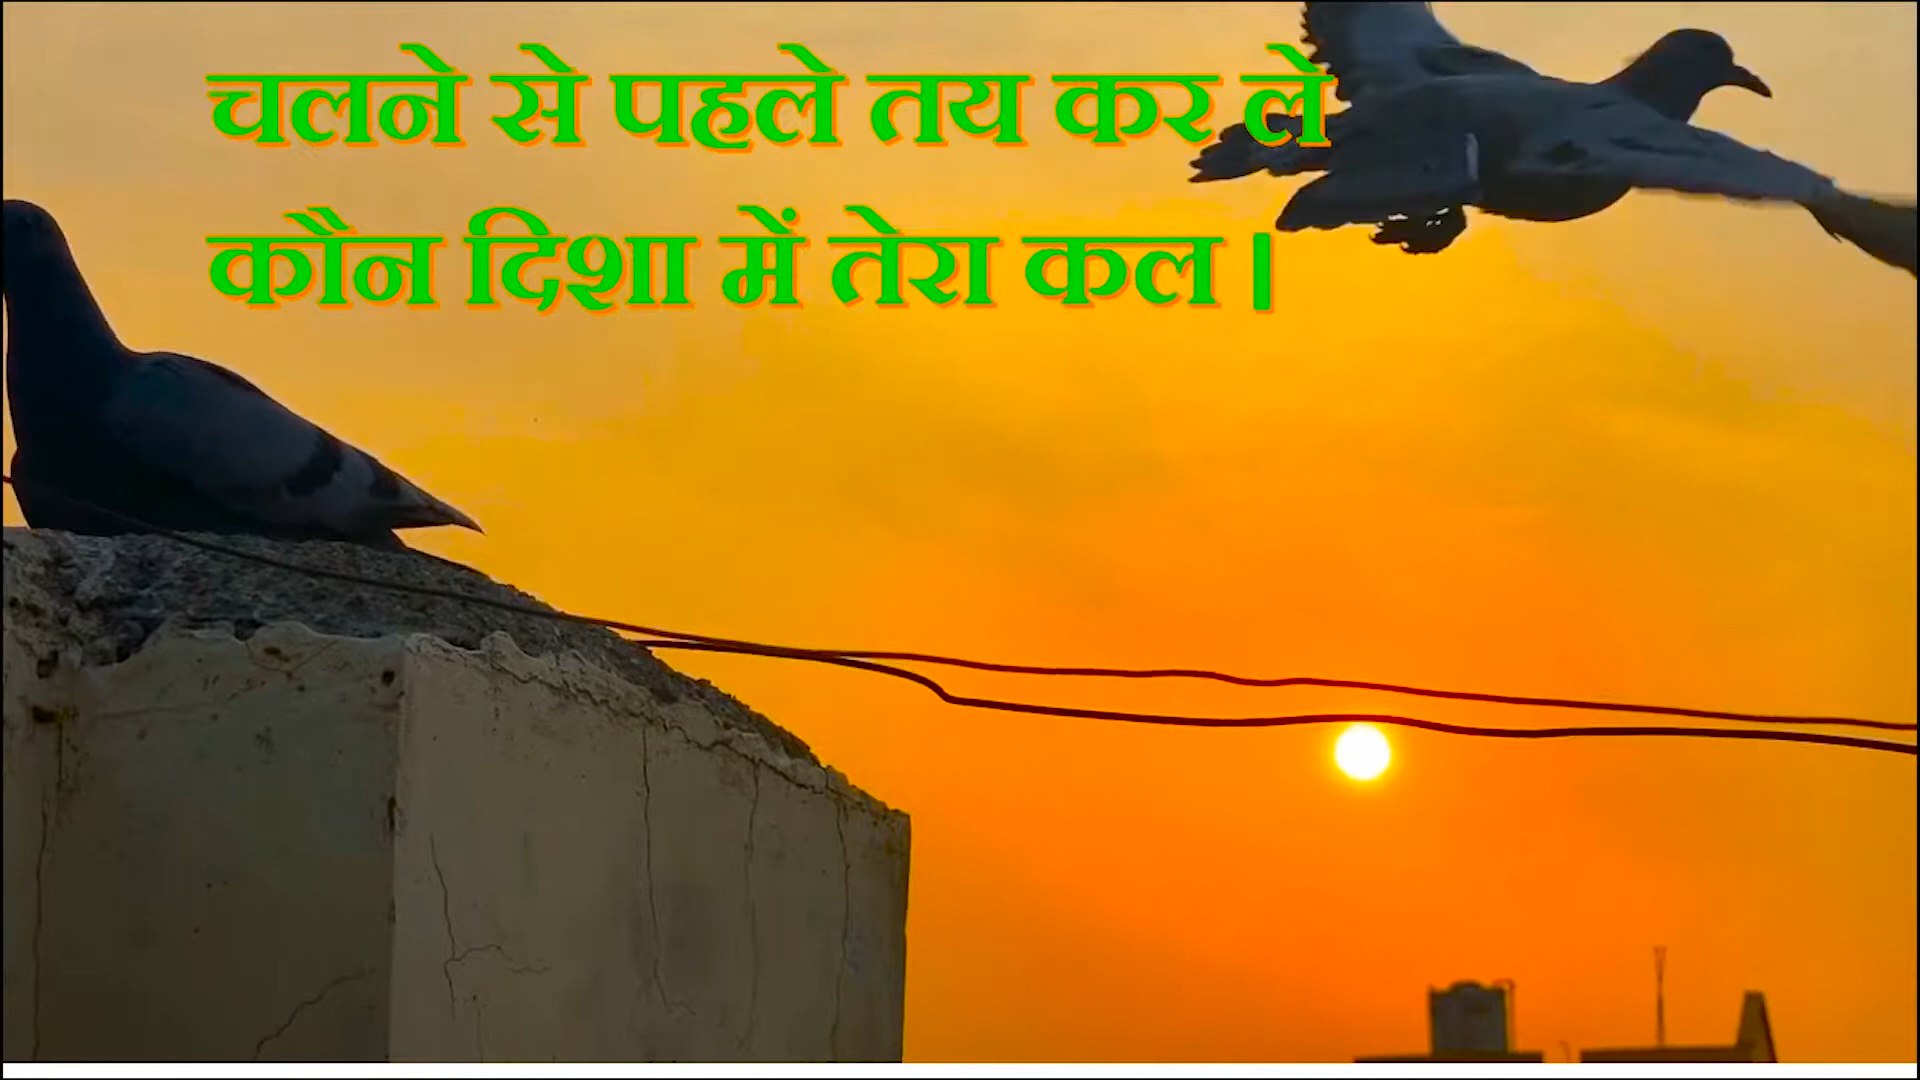 चलने से पहले तय कर ले
कौन दिशा में तेरा कल ।